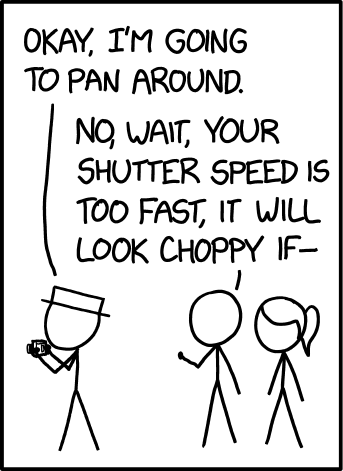 OKAY, I'M GOING
TO PAN AROUND.
NO, WAIT, YOUR
SHUTTER SPEED IS
TOO FAST, IT WILL
LOOK CHOPPY IF—